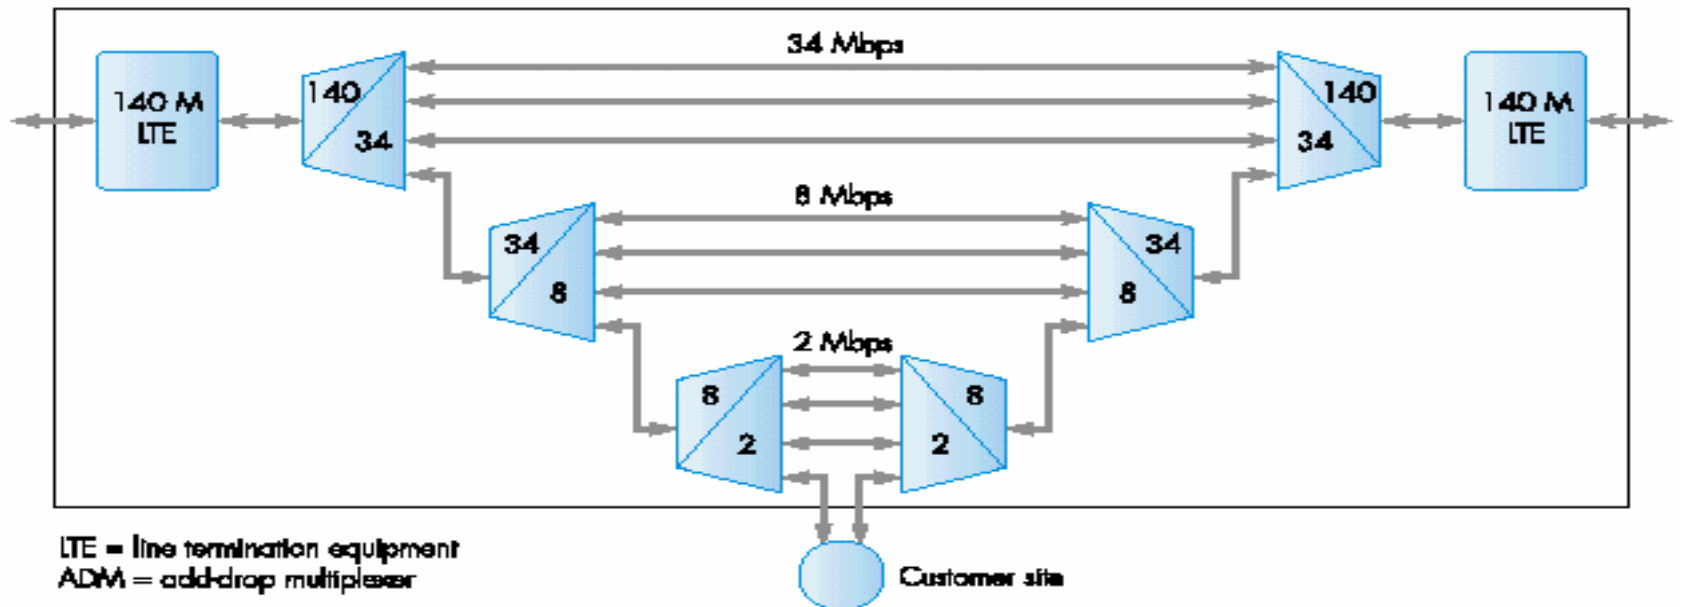 34 Mbps
140 M
LTE
140
34
140
34
140 M
LTE
8 Mbps
34
8
34
8
2 Mbps
8
2
8
2
LTE = line termination equipment
ADM = add-drop multiplexer
Customer site